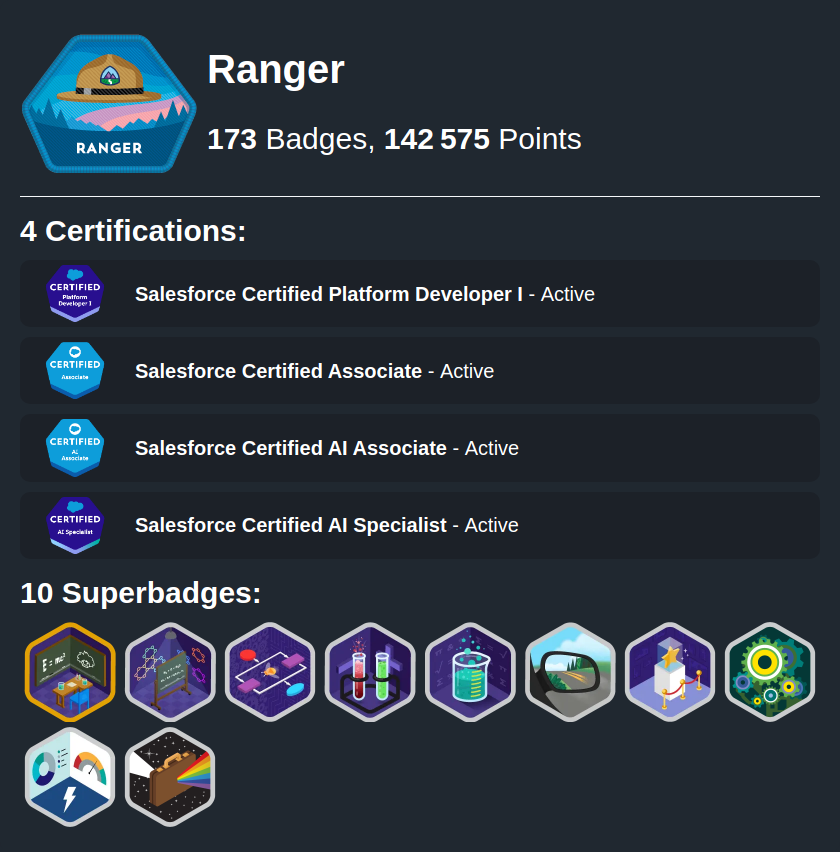 Ranger
RANGER
173 Badges, 142 575 Points
4 Certifications:
CERTIFIED
Platform
Developer I
Salesforce Certified Platform Developer I - Active
CERTIFIED
Associate
Salesforce Certified Associate - Active
CERTIFIED
AI
Associate
Salesforce Certified AI Associate - Active
CERTIFIED
AI Specialist
Salesforce Certified AI Specialist - Active
10 Superbadges:
E = mc²